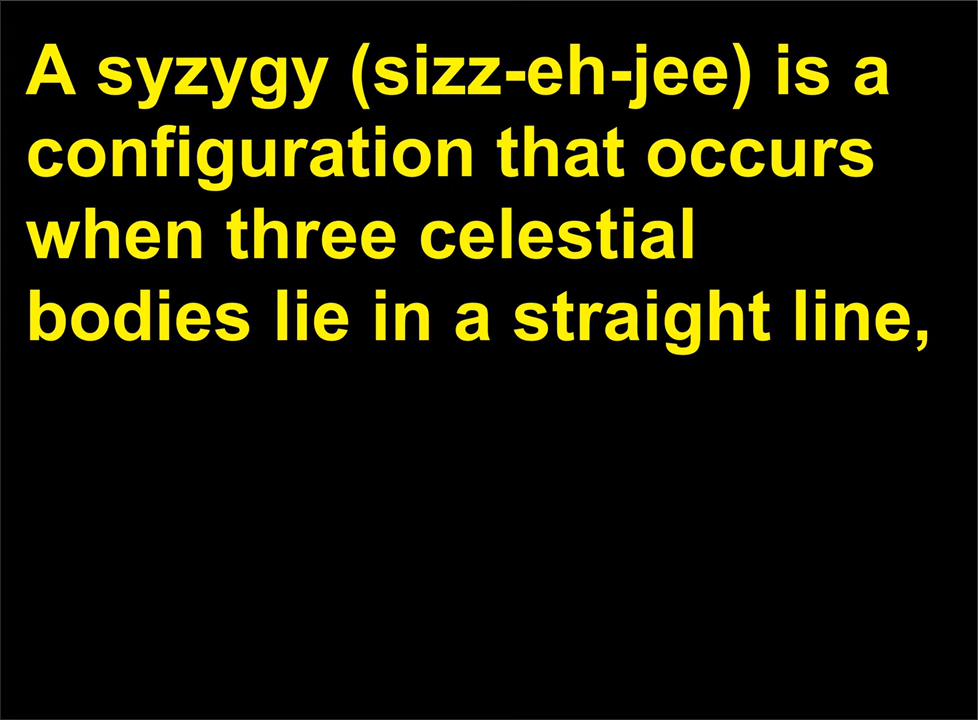 A syzygy (sizz-eh-jee) is a
configuration that occurs
when three celestial
bodies lie in a straight line,